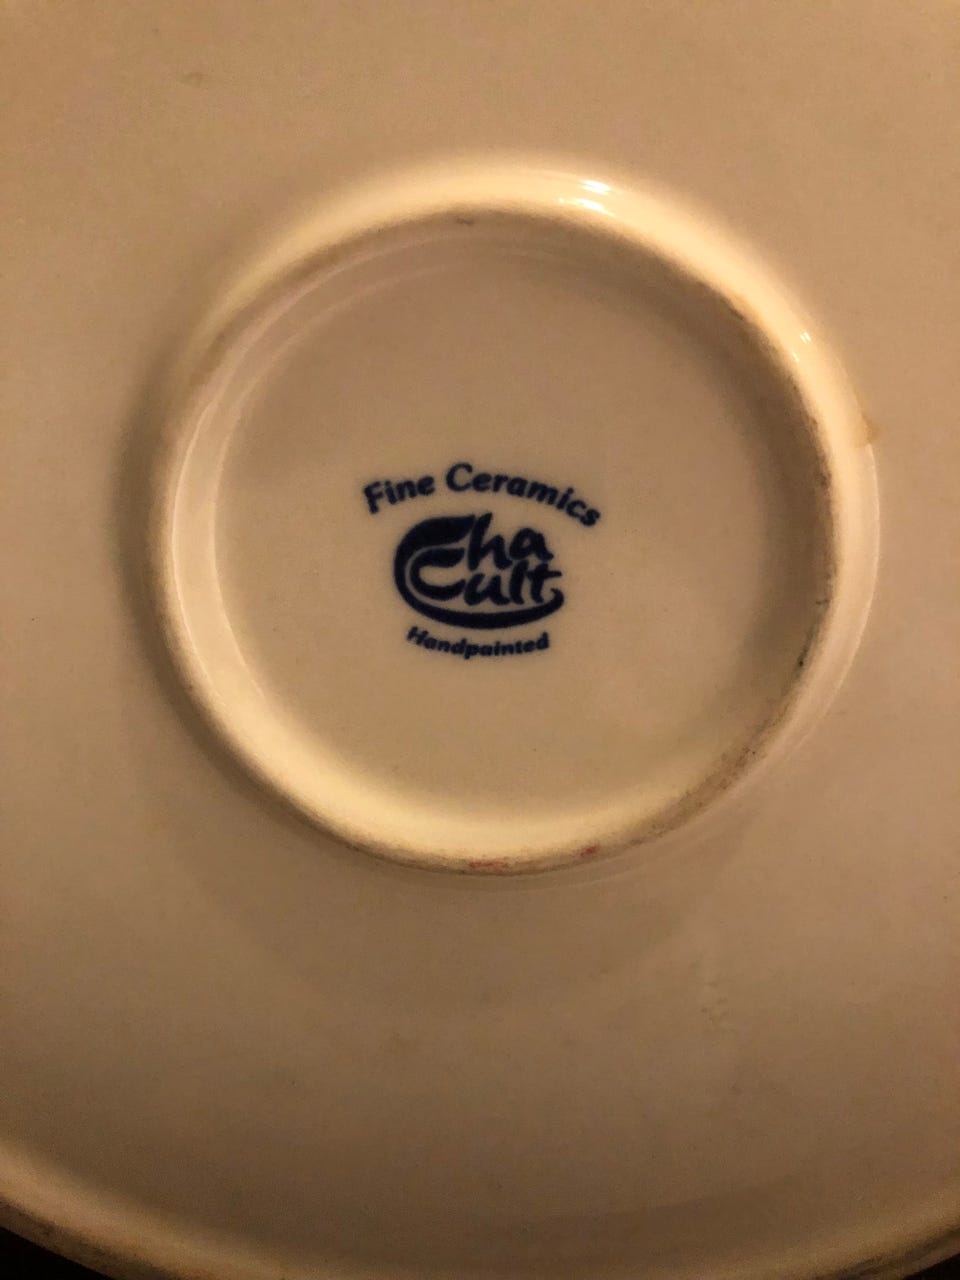 Fine Ceramics
Cha
Cult
Handpainted